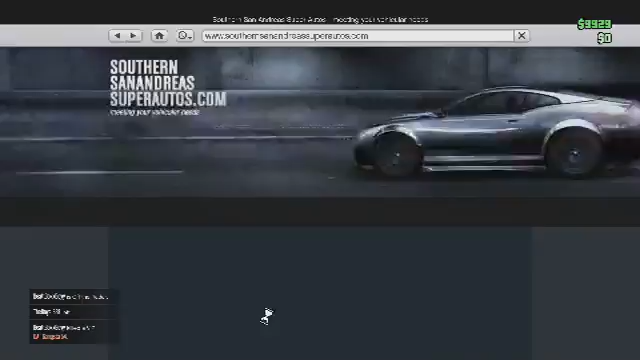 Southern San Andreas Super Autos - meeting your vehicular needs
$9929
$0
www.southernsanandreassuperautos.com
SOUTHERN
SANANDREAS
SUPERAUTOS.COM
meeting your vehicular needs